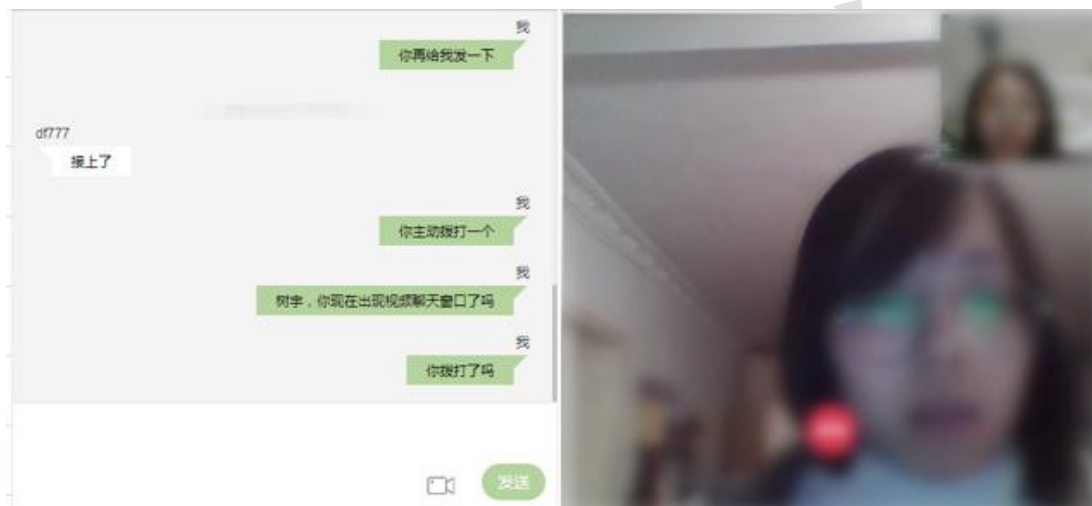 我
你再给我发一下
df777
接上了
我
你主动拨打一个
我
树宇，你现在出现视频聊天窗口了吗
我
你拨打了吗
发送